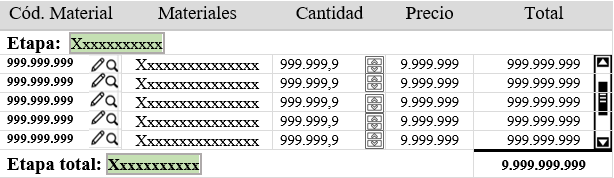 Cód. Material Materiales Cantidad Precio Total
Etapa: Xxxxxxxxxxx
999.999.999 Xxxxxxxxxxxxxxx 999.999,9 9.999.999 999.999.999
999.999.999 Xxxxxxxxxxxxxxx 999.999,9 9.999.999 999.999.999
999.999.999 Xxxxxxxxxxxxxxx 999.999,9 9.999.999 999.999.999
999.999.999 Xxxxxxxxxxxxxxx 999.999,9 9.999.999 999.999.999
999.999.999 Xxxxxxxxxxxxxxx 999.999,9 9.999.999 999.999.999
Etapa total: Xxxxxxxxxxx 9.999.999.999